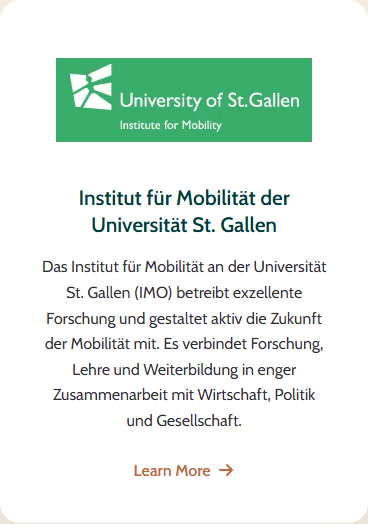 University of St.Gallen
Institute for Mobility
Institut für Mobilität der
Universität St. Gallen
Das Institut für Mobilität an der Universität
St. Gallen (IMO) betreibt exzellente
Forschung und gestaltet aktiv die Zukunft
der Mobilität mit. Es verbindet Forschung,
Lehre und Weiterbildung in enger
Zusammenarbeit mit Wirtschaft, Politik
und Gesellschaft.
Learn More →